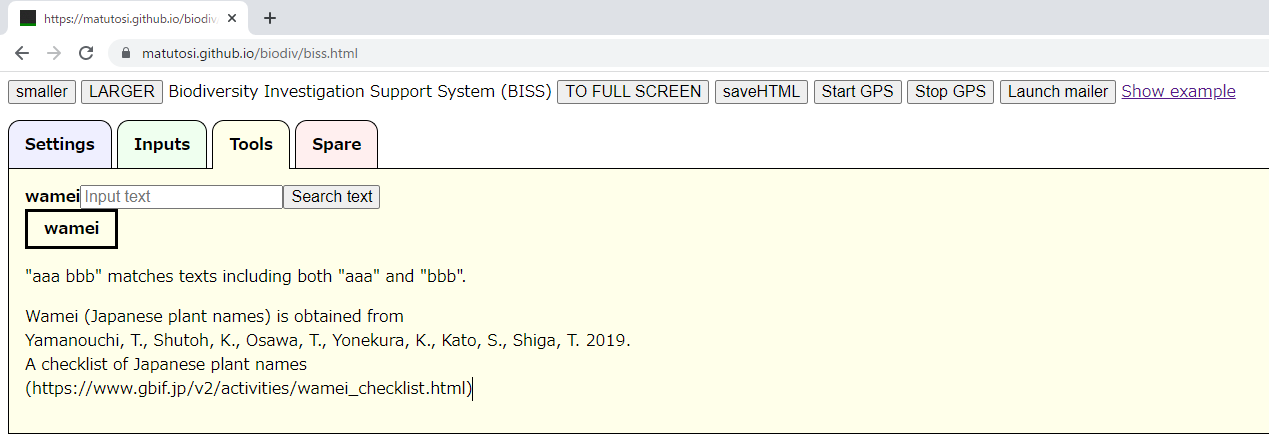 https://matutosi.github.io/biodiv/
matutosi.github.io/biodiv/biss.html
smaller LARGER Biodiversity Investigation Support System (BISS) TO FULL SCREEN saveHTML Start GPS Stop GPS Launch mailer Show example
Settings Inputs Tools Spare
wamei Input text Search text
wamei
"aaa bbb" matches texts including both "aaa" and "bbb".
Wamei (Japanese plant names) is obtained from
Yamanouchi, T., Shutoh, K., Osawa, T., Yonekura, K., Kato, S., Shiga, T. 2019.
A checklist of Japanese plant names
(https://www.gbif.jp/v2/activities/wamei_checklist.html)